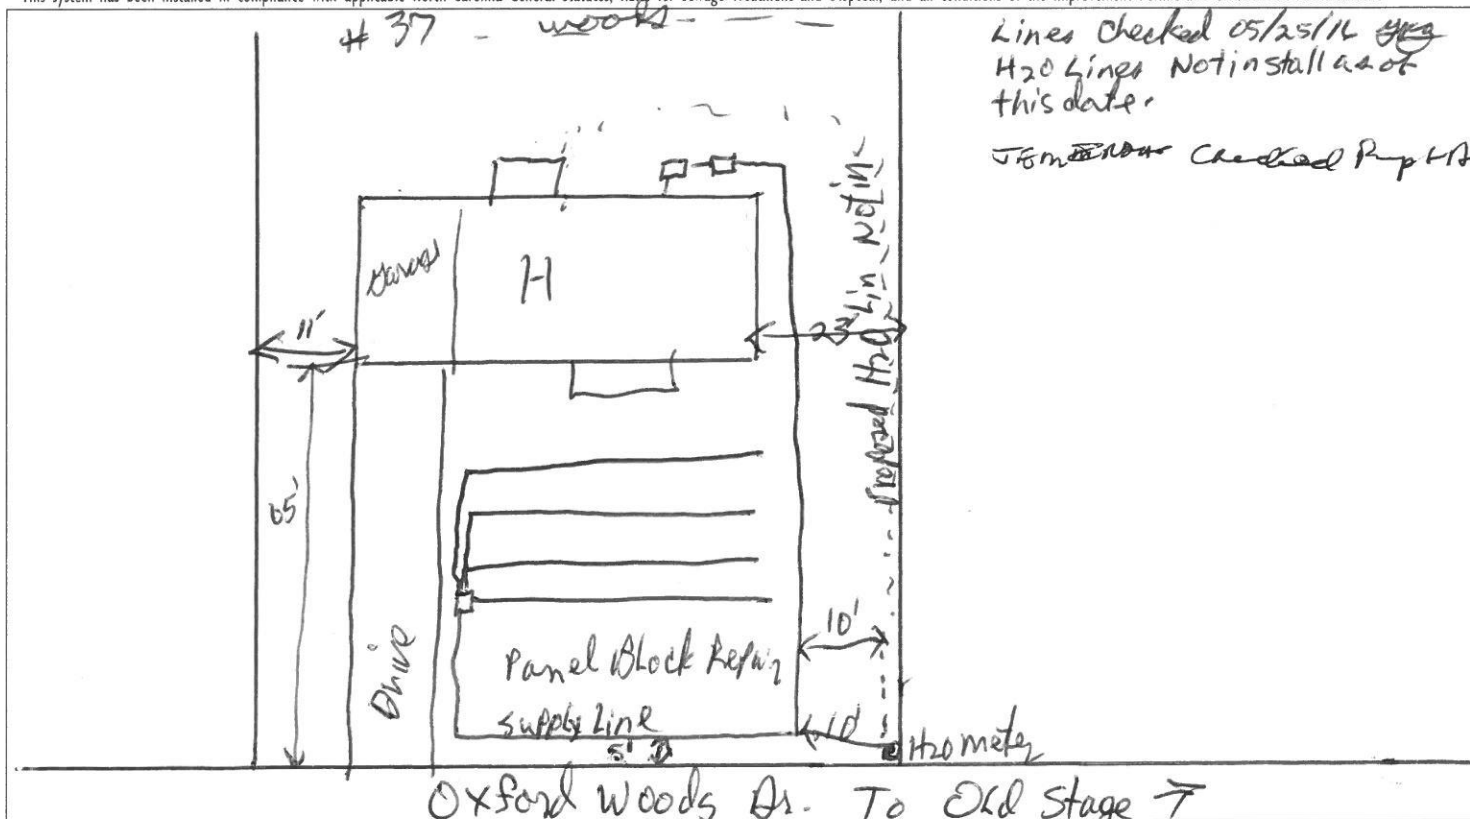 # 37 - woods
Lines Checked 05/25/16
H2O Lines Not install as of
this date.
Checked Pump
Garage
H
11'
23'
Proposed H2O Lin Not in
65'
Drive
10'
Panel Block Repair
Supply Line
10'
5'
H2O meter
Oxford Woods Dr. To Old Stage →